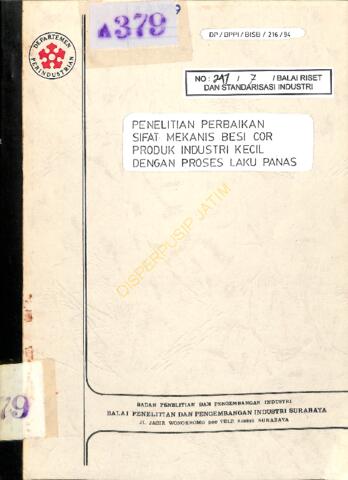 A379
9
DP/BPPI/BISB/216/94
DEPARTEMEN
PERINDUSTRIAN
NO: 247 / 7 / BALAI RISET
DAN STANDARISASI INDUSTRI
PENELITIAN PERBAIKAN
SIFAT MEKANIS BESI COR
PRODUK INDUSTRI KECIL
DENGAN PROSES LAKU PANAS
DISPERPUSIP JATIM
79
BADAN PENELITIAN DAN PENGEMBANGAN INDUSTRI
BALAI PENELITIAN DAN PENGEMBANGAN INDUSTRI SURABAYA
JL. JAGIR WONOKROMO
TELP.
SURABAYA